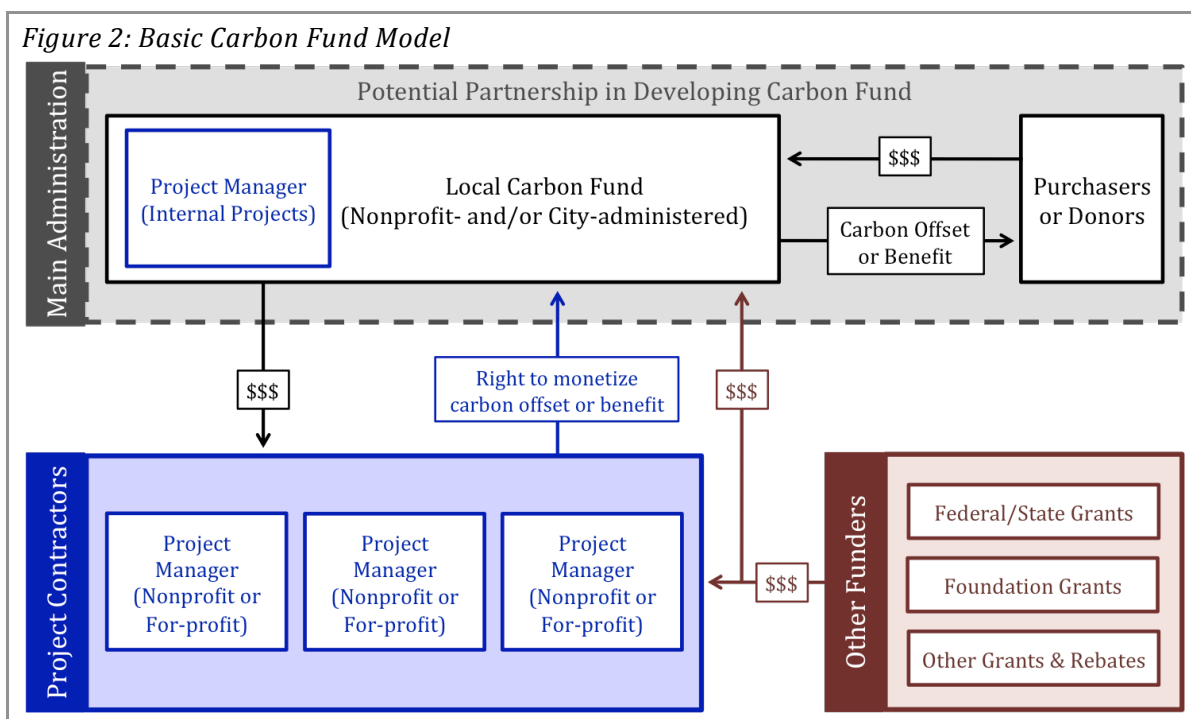 Figure 2: Basic Carbon Fund Model
Main Administration
Potential Partnership in Developing Carbon Fund
Project Manager
(Internal Projects)
Local Carbon Fund
(Nonprofit- and/or City-administered)
$$$
Carbon Offset
or Benefit
Purchasers
or Donors
$$$
Right to monetize
carbon offset or benefit
$$$
Project Contractors
Project
Manager
(Nonprofit or
For-profit)
Project
Manager
(Nonprofit or
For-profit)
Project
Manager
(Nonprofit or
For-profit)
$$$
Other Funders
Federal/State Grants
Foundation Grants
Other Grants & Rebates